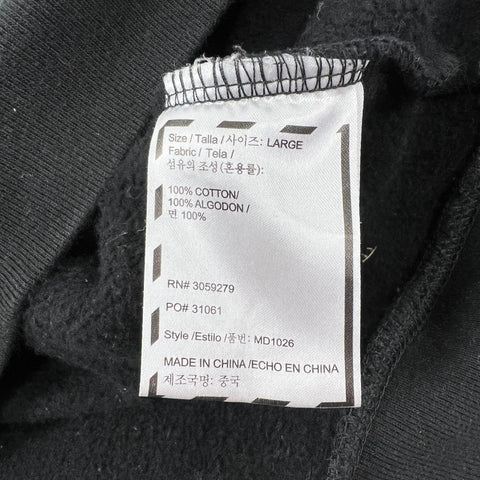 Size / Talla / 사이즈: LARGE
Fabric / Tela /
섬유의 조성(혼용률):
100% COTTON/
100% ALGODON /
면 100%
RN# 3059279
PO# 31061
Style /Estilo /품번: MD1026
MADE IN CHINA/ECHO EN CHINA
제조국명: 중국